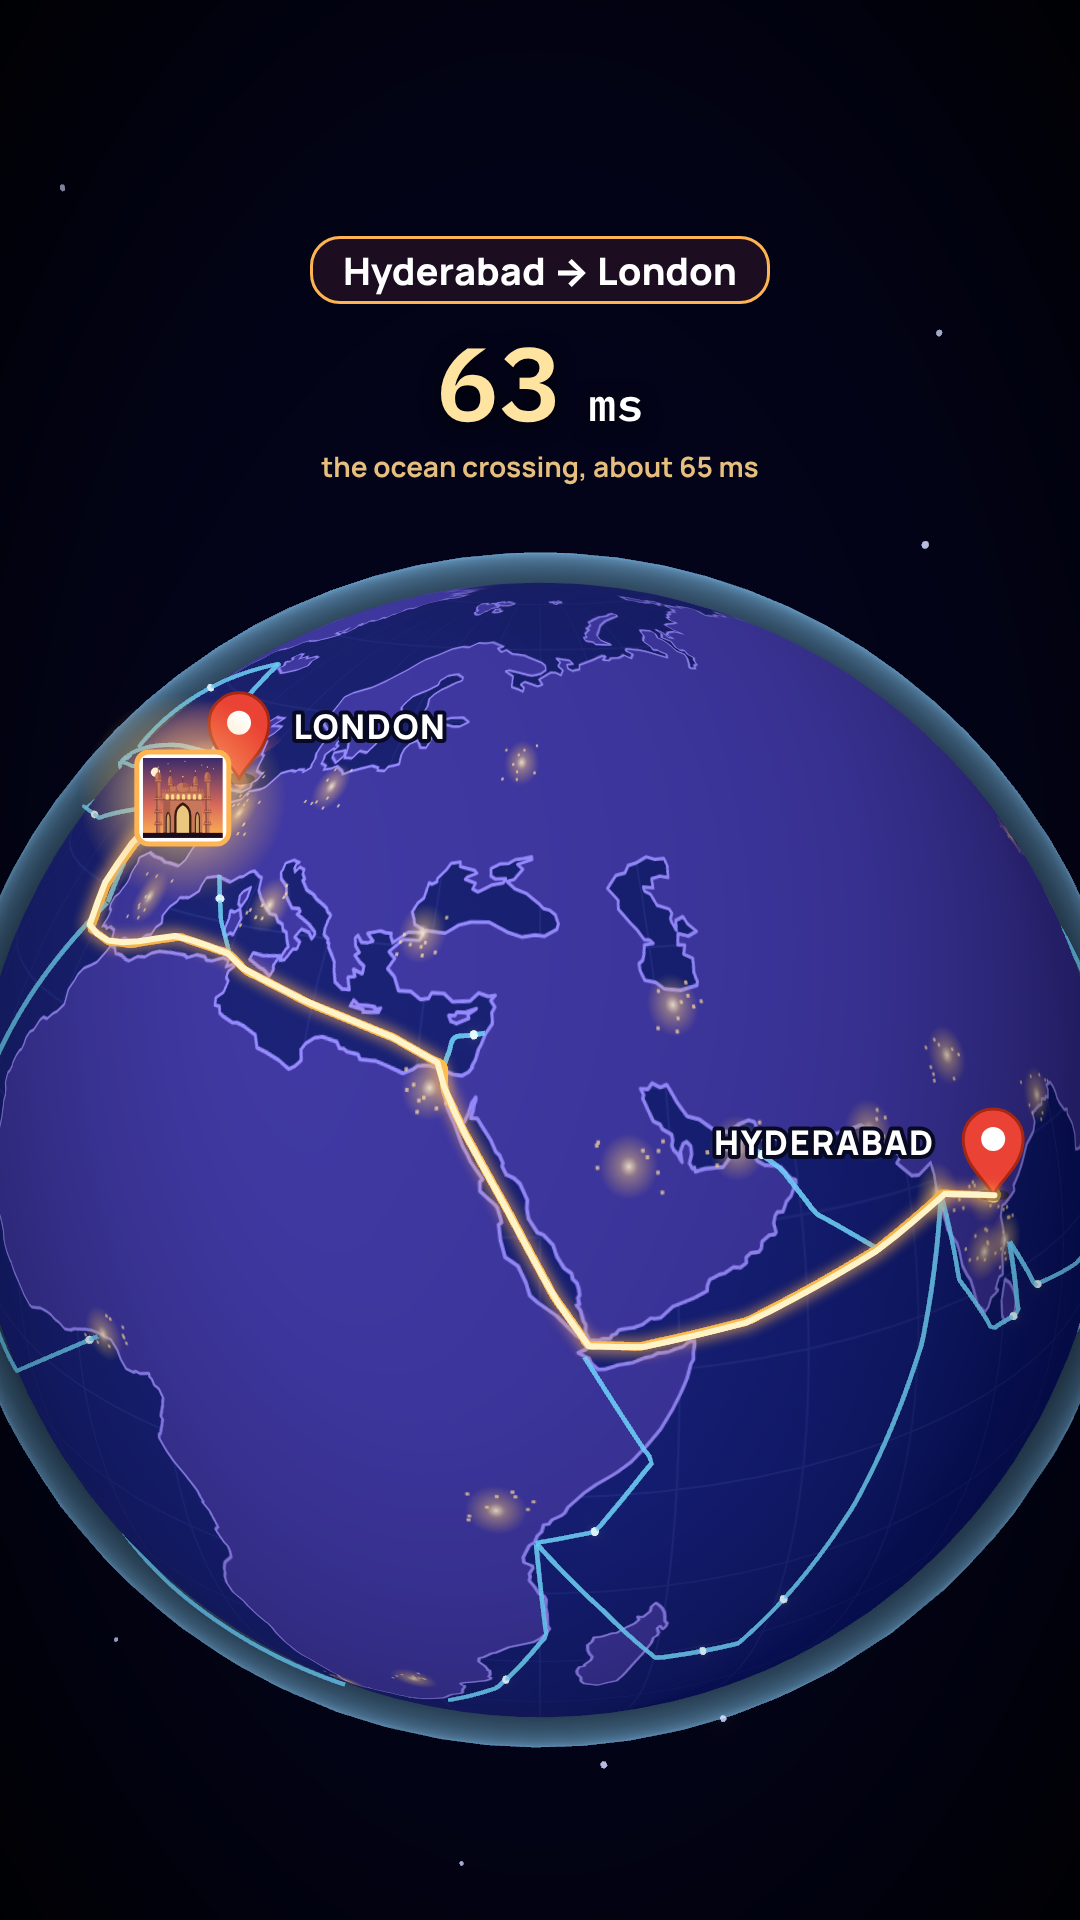 Hyderabad → London
63 ms
the ocean crossing, about 65 ms
LONDON
HYDERABAD